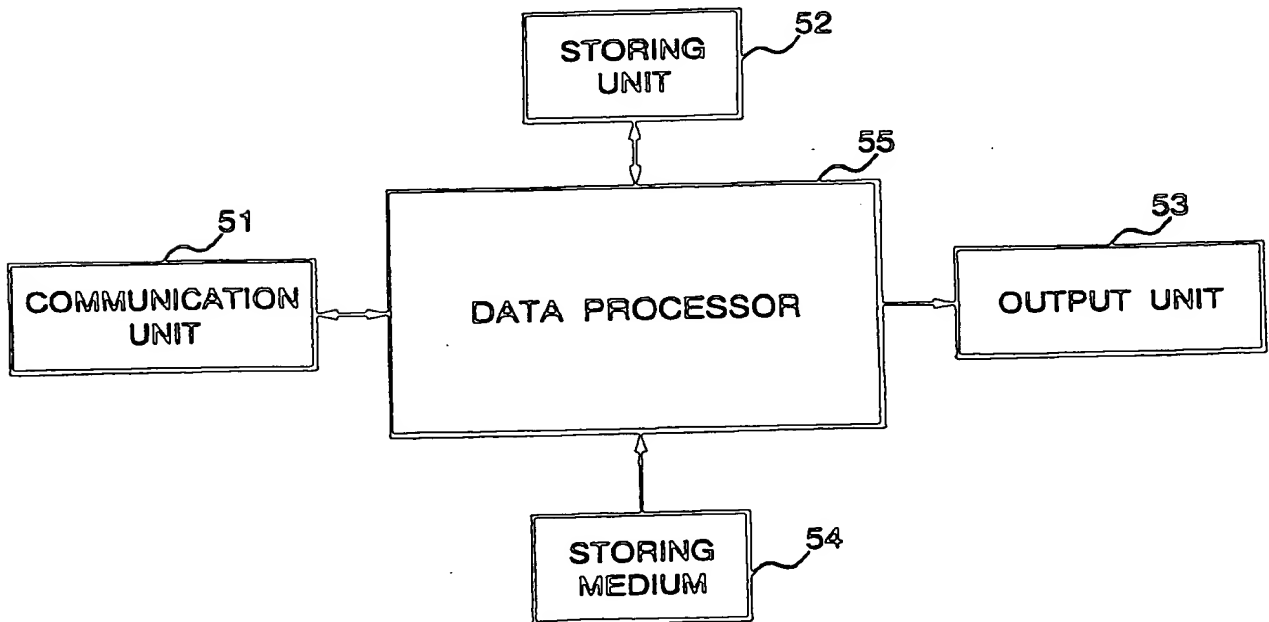 STORING
UNIT
52
55
51
COMMUNICATION
UNIT
DATA PROCESSOR
53
OUTPUT UNIT
STORING
MEDIUM
54